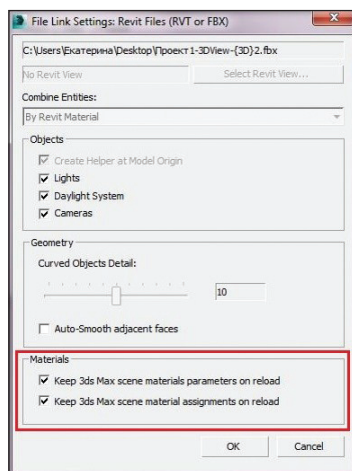 File Link Settings: Revit Files (RVT or FBX)
C:\Users\Екатерина\Desktop\Проект1-3DView-{3D}2.fbx
No Revit View
Select Revit View...
Combine Entities:
By Revit Material
Objects
Create Helper at Model Origin
Lights
Daylight System
Cameras
Geometry
Curved Objects Detail:
10
Auto-Smooth adjacent faces
Materials
Keep 3ds Max scene materials parameters on reload
Keep 3ds Max scene material assignments on reload
OK
Cancel